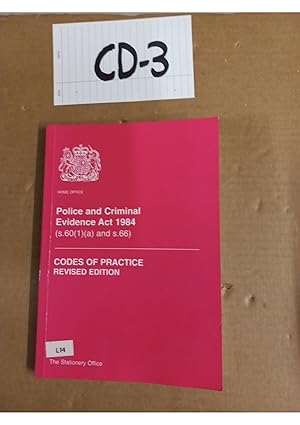 CD-3
HOME OFFICE
Police and Criminal
Evidence Act 1984
(s.60(1)(a) and s.66)
CODES OF PRACTICE
REVISED EDITION
L14
The Stationery Office